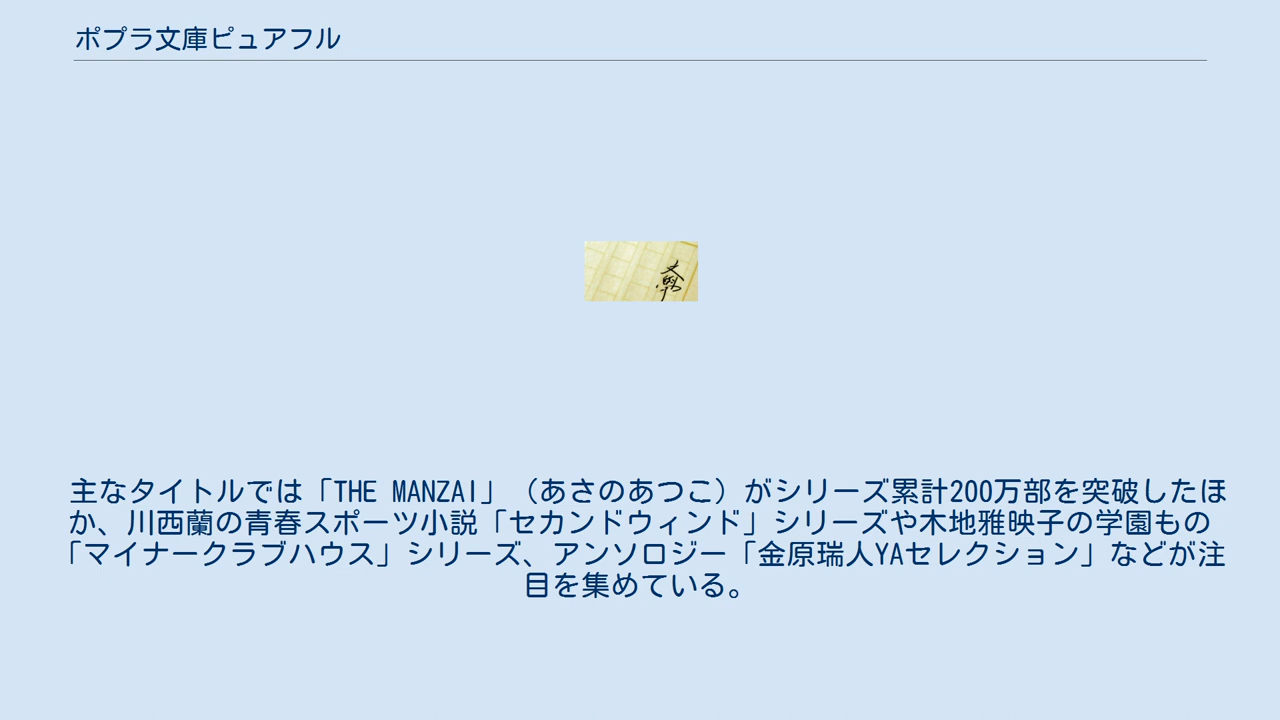 ポプラ文庫ピュアフル
主なタイトルでは「THE MANZAI」（あさのあつこ）がシリーズ累計200万部を突破したほ
か、川西蘭の青春スポーツ小説「セカンドウィンド」シリーズや木地雅映子の学園もの
「マイナークラブハウス」シリーズ、アンソロジー「金原瑞人YAセレクション」などが注
目を集めている。